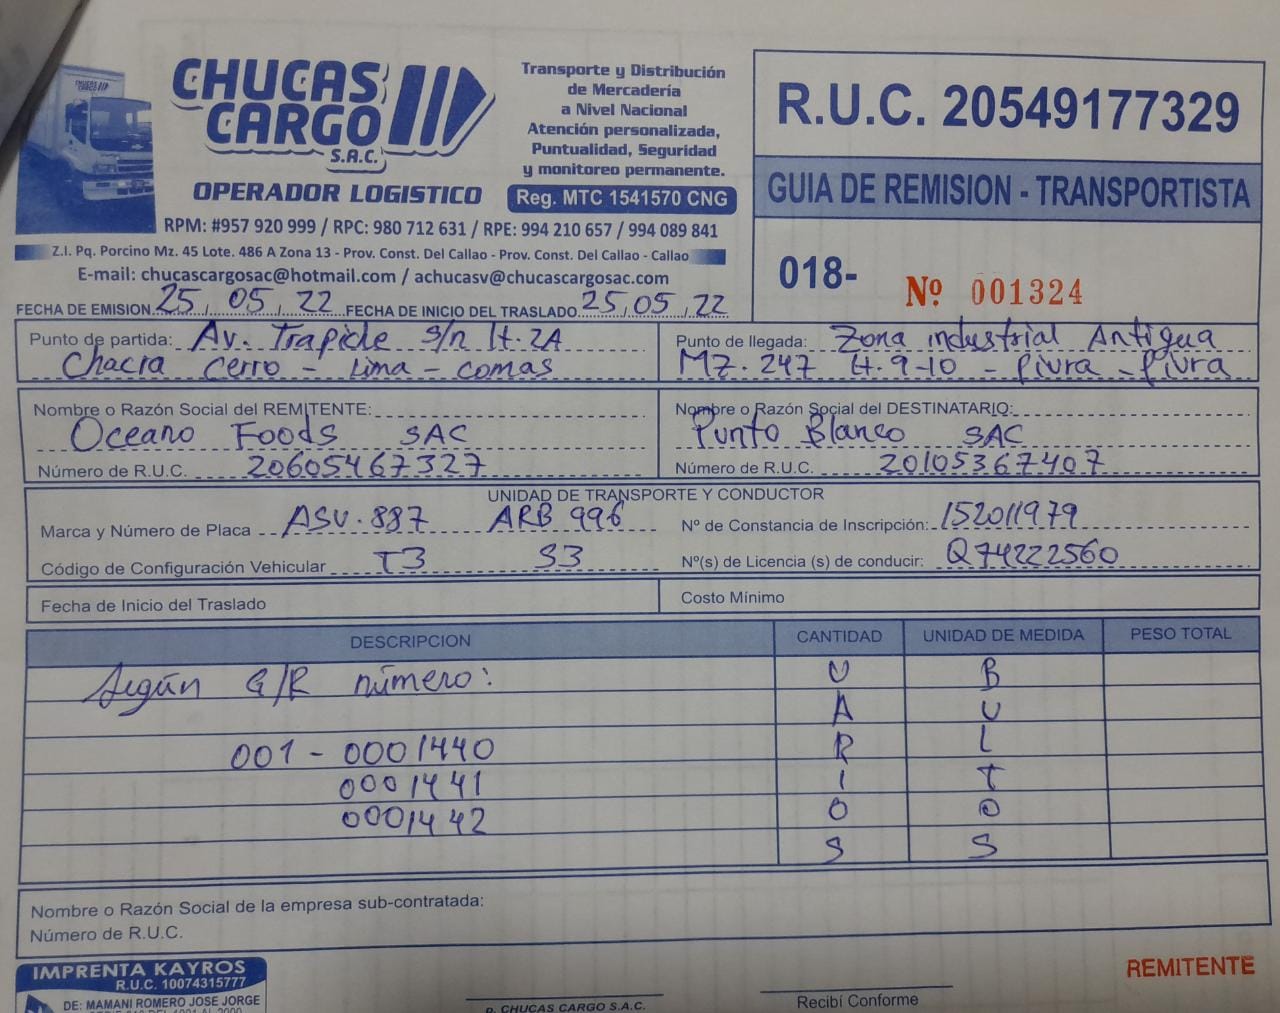 CHUCAS CARGO S.A.C.
OPERADOR LOGISTICO
Transporte y Distribución
de Mercadería
a Nivel Nacional
Atención personalizada,
Puntualidad, Seguridad
y monitoreo permanente.
Reg. MTC 1541570 CNG
RPM: #957 920 999 / RPC: 980 712 631 / RPE: 994 210 657 / 994 089 841
Z.I. Pq. Porcino Mz. 45 Lote. 486 A Zona 13 - Prov. Const. Del Callao - Prov. Const. Del Callao - Callao
E-mail: chucascargosac@hotmail.com / achucasv@chucascargosac.com
R.U.C. 20549177329
GUIA DE REMISION - TRANSPORTISTA
018- Nº 001324
FECHA DE EMISION 25, 05, 22 FECHA DE INICIO DEL TRASLADO 25, 05, 22
Punto de partida: Av. Trapiche s/n lt. 2A
Chacra Cerro - Lima - Comas
Punto de llegada: Zona industrial Antigua
MZ. 247 lt. 9-10 - Piura - Piura
Nombre o Razón Social del REMITENTE:
Oceano Foods SAC
Número de R.U.C. 20605467327
Nombre o Razón Social del DESTINATARIO:
Punto Blanco SAC
Número de R.U.C. 20105367407
UNIDAD DE TRANSPORTE Y CONDUCTOR
Marca y Número de Placa ASV.887 ARB 996
Nº de Constancia de Inscripción: 152011979
Código de Configuración Vehicular T3 S3
Nº(s) de Licencia (s) de conducir: Q74222560
Fecha de Inicio del Traslado
Costo Mínimo
DESCRIPCION CANTIDAD UNIDAD DE MEDIDA PESO TOTAL
Según G/R número: V B
A U
001 - 0001440 R L
0001441 I T
0001442 O O
S S
Nombre o Razón Social de la empresa sub-contratada:
Número de R.U.C.
IMPRENTA KAYROS
R.U.C. 10074315777
DE: MAMANI ROMERO JOSE JORGE
P. CHUCAS CARGO S.A.C.
Recibí Conforme
REMITENTE